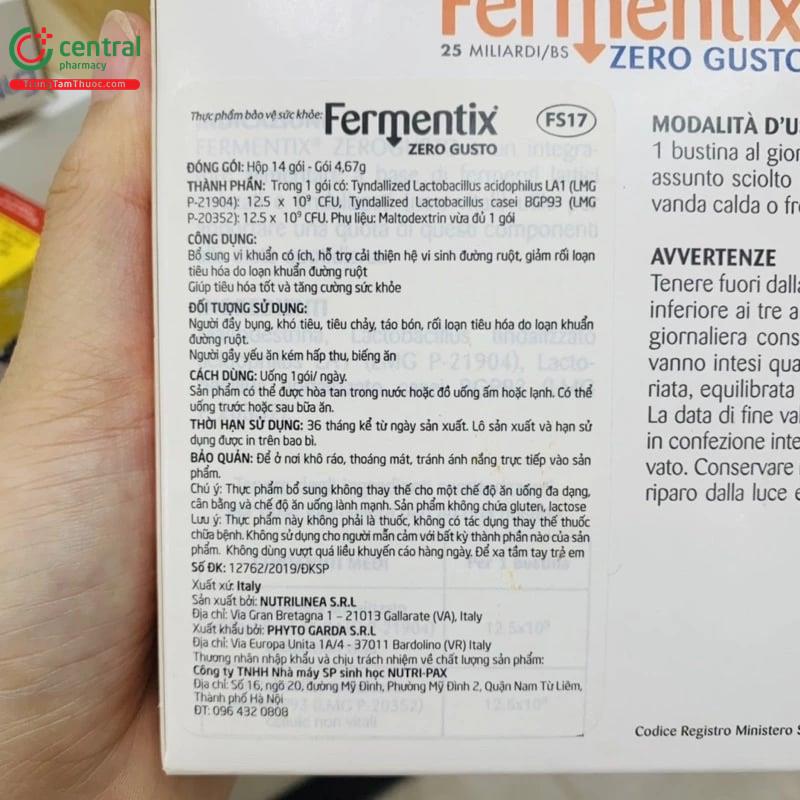 central
pharmacy
TrungTamThuoc.com
Fermentix
25 MILIARDI/BS
ZERO GUSTO
Thực phẩm bảo vệ sức khỏe: Fermentix®
ZERO GUSTO
FS17
ĐÓNG GÓI: Hộp 14 gói - Gói 4,67g
THÀNH PHẦN: Trong 1 gói có: Tyndallized Lactobacillus acidophilus LA1 (LMG
P-21904): 12.5 x 10⁹ CFU, Tyndallized Lactobacillus casei BGP93 (LMG
P-20352): 12.5 x 10⁹ CFU. Phụ liệu: Maltodextrin vừa đủ 1 gói
CÔNG DỤNG:
Bổ sung vi khuẩn có ích, hỗ trợ cải thiện hệ vi sinh đường ruột, giảm rối loạn
tiêu hóa do loạn khuẩn đường ruột
Giúp tiêu hóa tốt và tăng cường sức khỏe
ĐỐI TƯỢNG SỬ DỤNG:
Người đầy bụng, khó tiêu, tiêu chảy, táo bón, rối loạn tiêu hóa do loạn khuẩn
đường ruột.
Người gầy yếu ăn kém hấp thu, biếng ăn
CÁCH DÙNG: Uống 1gói/ ngày.
Sản phẩm có thể được hòa tan trong nước hoặc đồ uống ấm hoặc lạnh. Có thể
uống trước hoặc sau bữa ăn.
THỜI HẠN SỬ DỤNG: 36 tháng kể từ ngày sản xuất. Lô sản xuất và hạn sử
dụng được in trên bao bì.
BẢO QUẢN: Để ở nơi khô ráo, thoáng mát, tránh ánh nắng trực tiếp vào sản
phẩm.
Chú ý: Thực phẩm bổ sung không thay thế cho một chế độ ăn uống đa dạng,
cân bằng và chế độ ăn uống lành mạnh. Sản phẩm không chứa gluten, lactose
Lưu ý: Thực phẩm này không phải là thuốc, không có tác dụng thay thế thuốc
chữa bệnh. Không sử dụng cho người mẫn cảm với bất kỳ thành phần nào của sản
phẩm. Không dùng vượt quá liều khuyến cáo hàng ngày. Để xa tầm tay trẻ em
Số ĐK: 12762/2019/ĐKSP
Xuất xứ: Italy
Sản xuất bởi: NUTRILINEA S.R.L
Địa chỉ: Via Gran Bretagna 1 – 21013 Gallarate (VA), Italy
Xuất khẩu bởi: PHYTO GARDA S.R.L
Địa chỉ: Via Europa Unita 1A/4 - 37011 Bardolino (VR) Italy
Thương nhân nhập khẩu và chịu trách nhiệm về chất lượng sản phẩm:
Công ty TNHH Nhà máy SP sinh học NUTRI-PAX
Địa chỉ: Số 16, ngõ 20, đường Mỹ Đình, Phường Mỹ Đình 2, Quận Nam Từ Liêm,
Thành phố Hà Nội
ĐT: 096 432 0808
MODALITÀ D'US
1 bustina al gior
assunto sciolto
vanda calda o fre
AVVERTENZE
Tenere fuori dalla
inferiore ai tre a
giornaliera cons
vanno intesi qua
riata, equilibrata
La data di fine val
in confezione inte
vato. Conservare
riparo dalla luce e
Codice Registro Ministero S